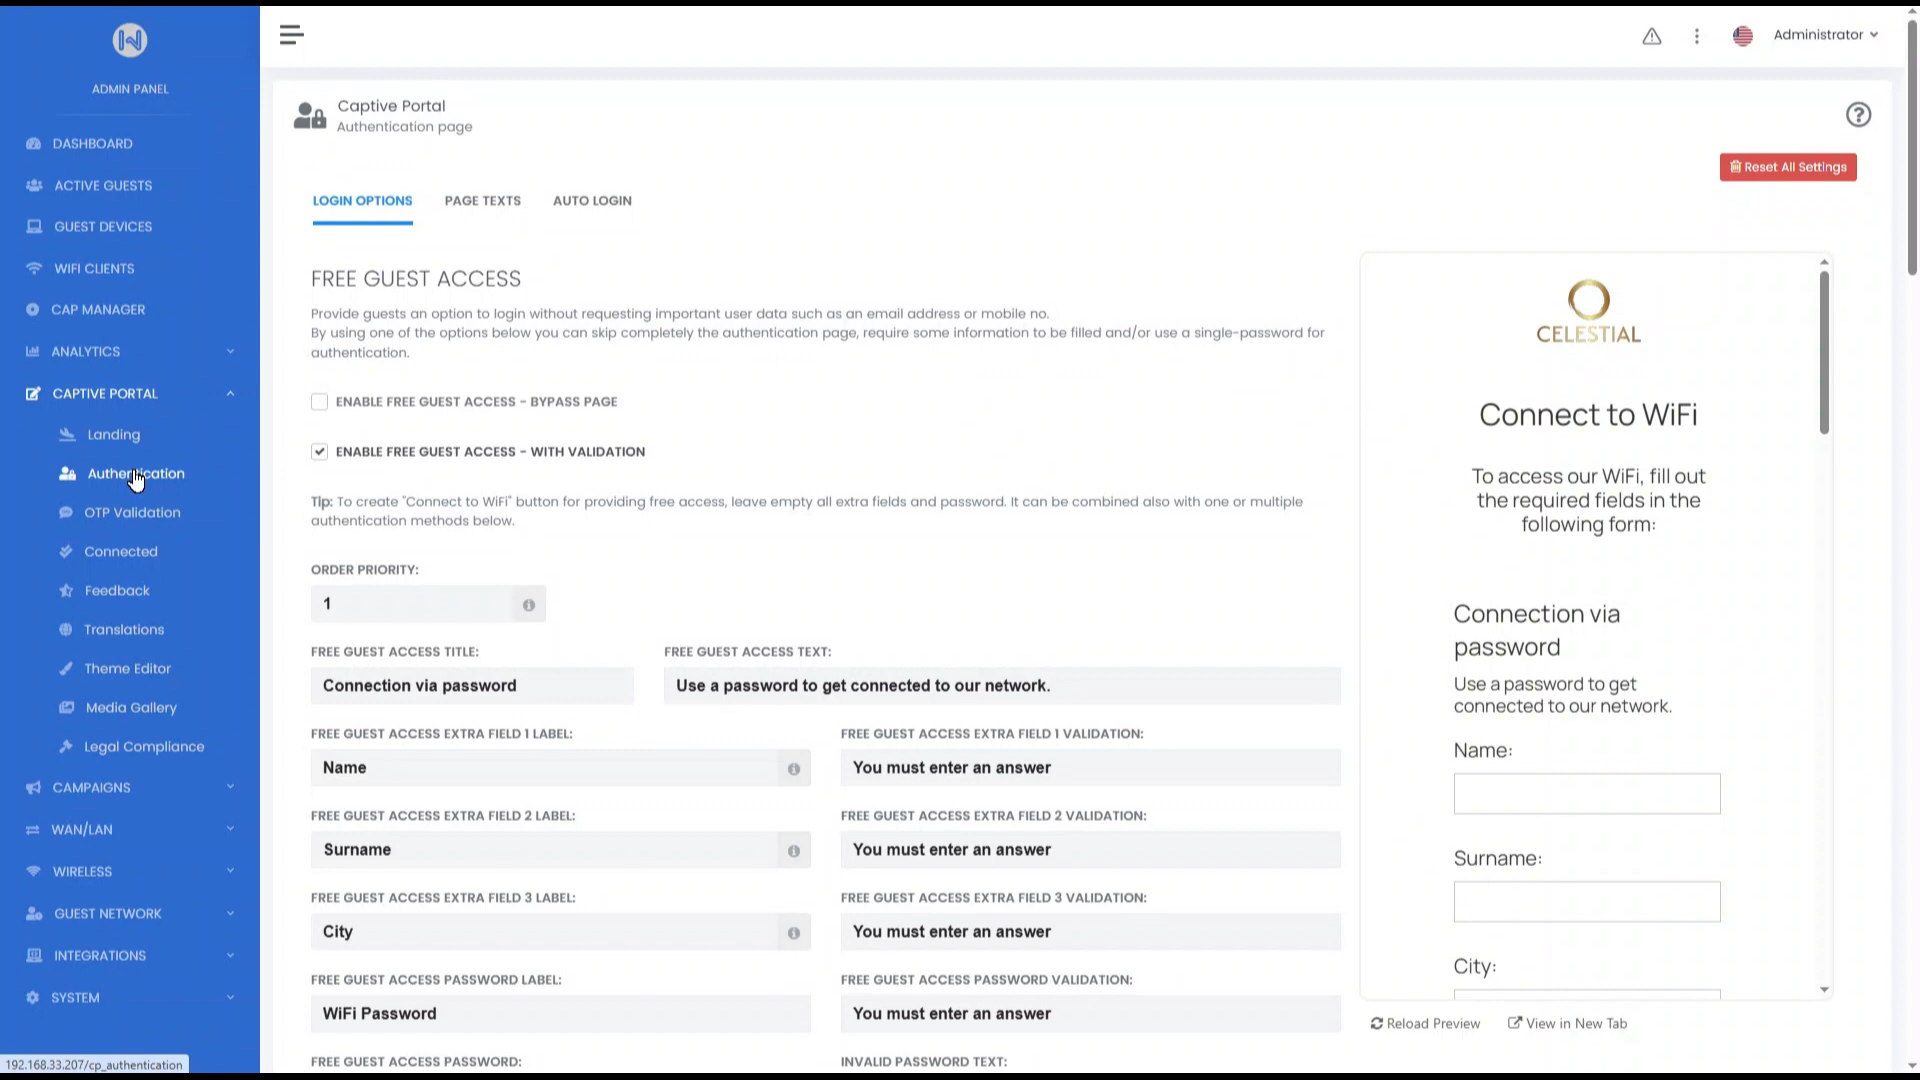 ADMIN PANEL
DASHBOARD
ACTIVE GUESTS
GUEST DEVICES
WIFI CLIENTS
CAP MANAGER
ANALYTICS
CAPTIVE PORTAL
Landing
Authentication
OTP Validation
Connected
Feedback
Translations
Theme Editor
Media Gallery
Legal Compliance
CAMPAIGNS
WAN/LAN
WIRELESS
GUEST NETWORK
INTEGRATIONS
SYSTEM
192.168.33.207/cp_authentication
Administrator
Captive Portal
Authentication page
Reset All Settings
LOGIN OPTIONS PAGE TEXTS AUTO LOGIN
FREE GUEST ACCESS
Provide guests an option to login without requesting important user data such as an email address or mobile no.
By using one of the options below you can skip completely the authentication page, require some information to be filled and/or use a single-password for
authentication.
ENABLE FREE GUEST ACCESS - BYPASS PAGE
ENABLE FREE GUEST ACCESS - WITH VALIDATION
Tip: To create "Connect to WiFi" button for providing free access, leave empty all extra fields and password. It can be combined also with one or multiple
authentication methods below.
ORDER PRIORITY:
1
FREE GUEST ACCESS TITLE: FREE GUEST ACCESS TEXT:
Connection via password Use a password to get connected to our network.
FREE GUEST ACCESS EXTRA FIELD 1 LABEL: FREE GUEST ACCESS EXTRA FIELD 1 VALIDATION:
Name You must enter an answer
FREE GUEST ACCESS EXTRA FIELD 2 LABEL: FREE GUEST ACCESS EXTRA FIELD 2 VALIDATION:
Surname You must enter an answer
FREE GUEST ACCESS EXTRA FIELD 3 LABEL: FREE GUEST ACCESS EXTRA FIELD 3 VALIDATION:
City You must enter an answer
FREE GUEST ACCESS PASSWORD LABEL: FREE GUEST ACCESS PASSWORD VALIDATION:
WiFi Password You must enter an answer
FREE GUEST ACCESS PASSWORD: INVALID PASSWORD TEXT:
CELESTIAL
Connect to WiFi
To access our WiFi, fill out
the required fields in the
following form:
Connection via
password
Use a password to get
connected to our network.
Name:
Surname:
City:
Reload Preview View in New Tab